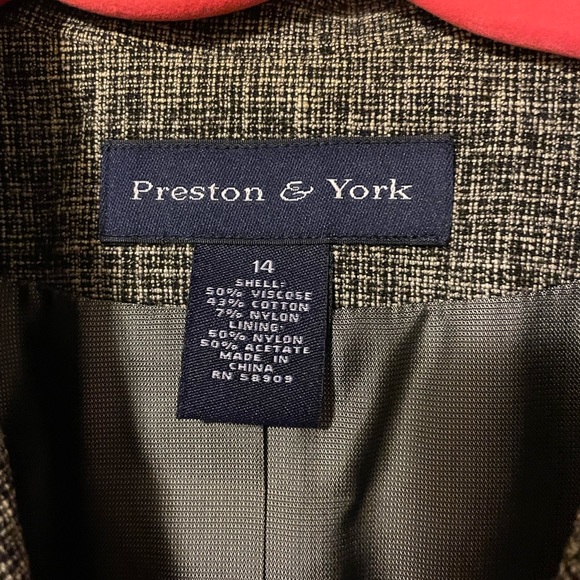 Preston & York
14
SHELL:
50% VISCOSE
43% COTTON
7% NYLON
LINING:
50% NYLON
50% ACETATE
MADE IN
CHINA
RN 58909